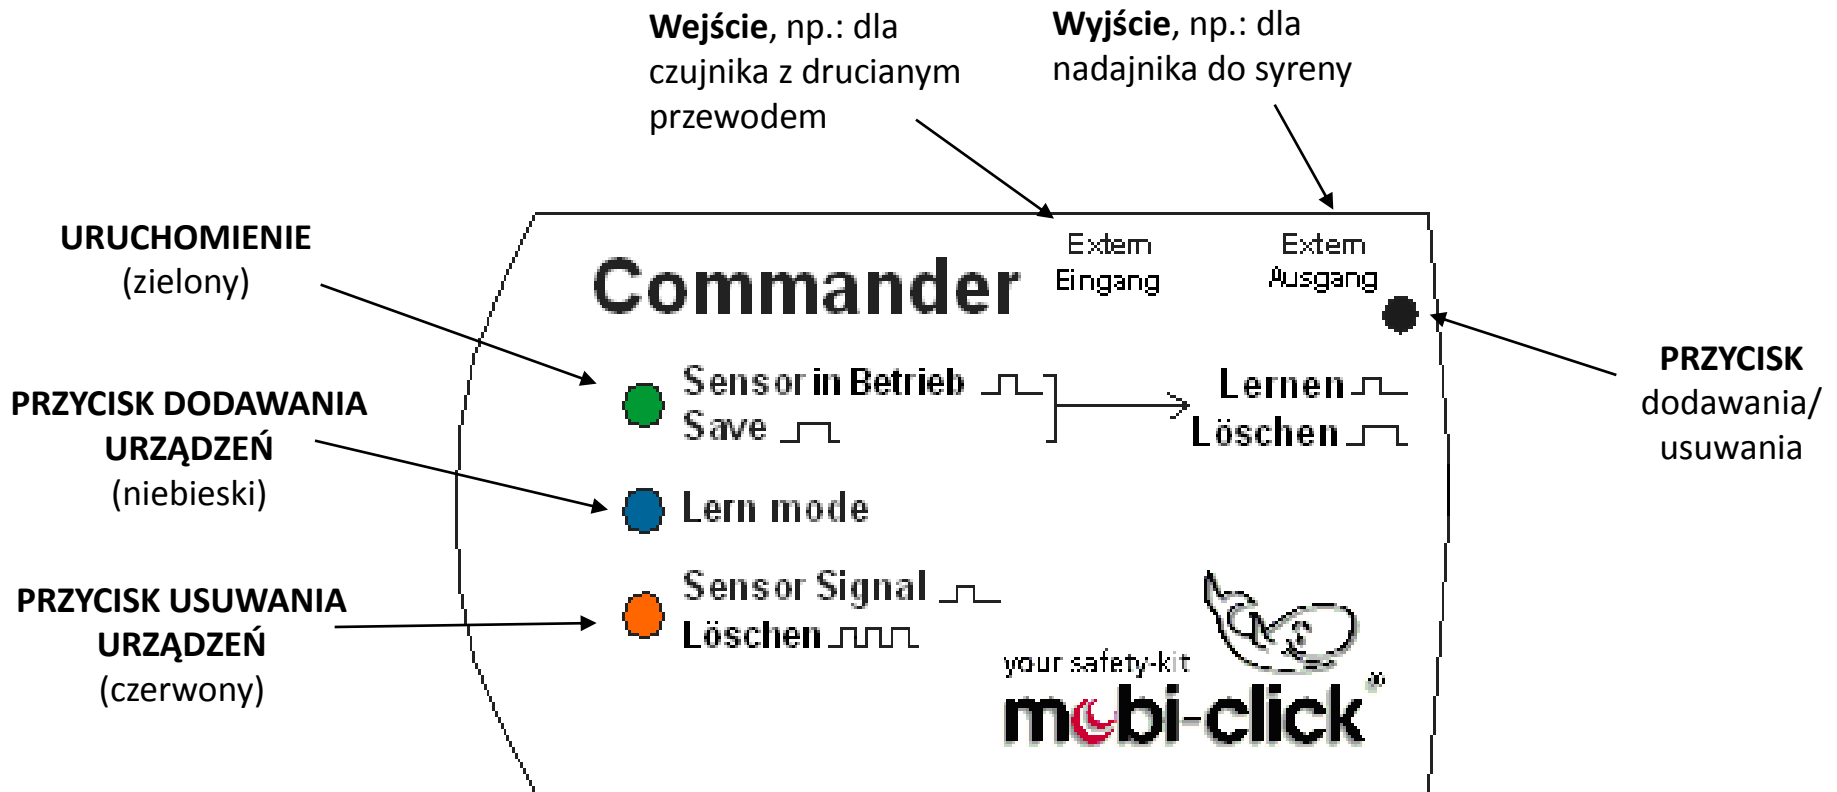 Wejście, np.: dla
czujnika z drucianym
przewodem
Wyjście, np.: dla
nadajnika do syreny
URUCHOMIENIE
(zielony)
PRZYCISK DODAWANIA
URZĄDZEŃ
(niebieski)
PRZYCISK USUWANIA
URZĄDZEŃ
(czerwony)
Commander
Extern
Eingang
Extern
Ausgang
Sensor in Betrieb
Save
Lernen
Löschen
Lern mode
Sensor Signal
Löschen
your safety-kit
mobi-click®
PRZYCISK
dodawania/
usuwania